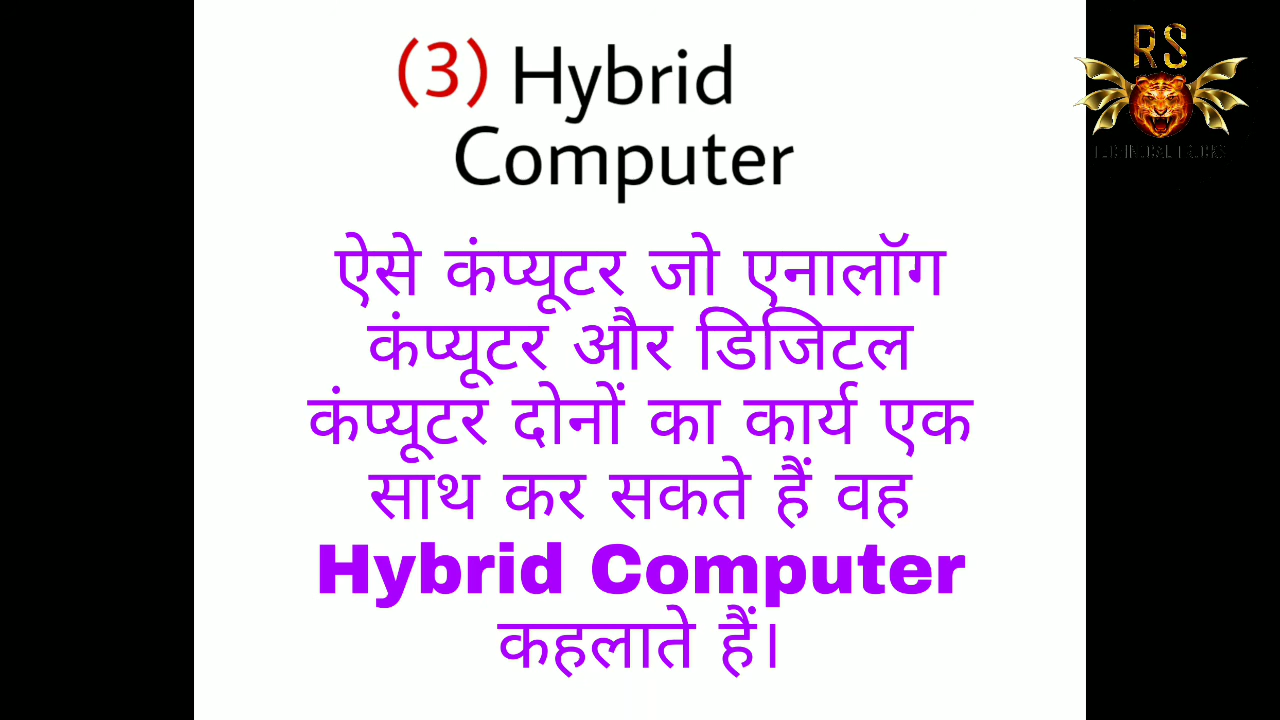 (3) Hybrid
Computer
ऐसे कंप्यूटर जो एनालॉग
कंप्यूटर और डिजिटल
कंप्यूटर दोनों का कार्य एक
साथ कर सकते हैं वह
Hybrid Computer
कहलाते हैं।
RS